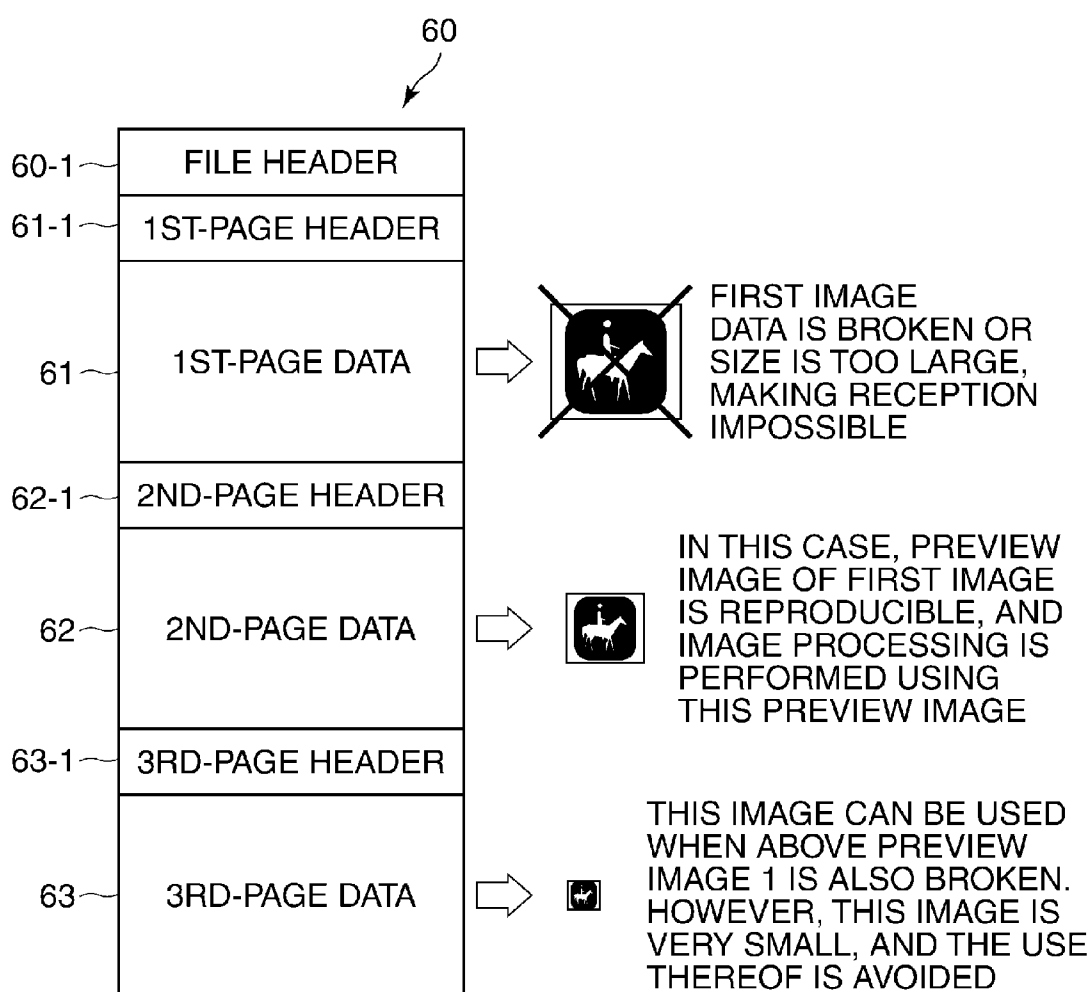 60
60-1
FILE HEADER
61-1
1ST-PAGE HEADER
61
1ST-PAGE DATA
FIRST IMAGE
DATA IS BROKEN OR
SIZE IS TOO LARGE,
MAKING RECEPTION
IMPOSSIBLE
62-1
2ND-PAGE HEADER
62
2ND-PAGE DATA
IN THIS CASE, PREVIEW
IMAGE OF FIRST IMAGE
IS REPRODUCIBLE, AND
IMAGE PROCESSING IS
PERFORMED USING
THIS PREVIEW IMAGE
63-1
3RD-PAGE HEADER
63
3RD-PAGE DATA
THIS IMAGE CAN BE USED
WHEN ABOVE PREVIEW
IMAGE 1 IS ALSO BROKEN.
HOWEVER, THIS IMAGE IS
VERY SMALL, AND THE USE
THEREOF IS AVOIDED